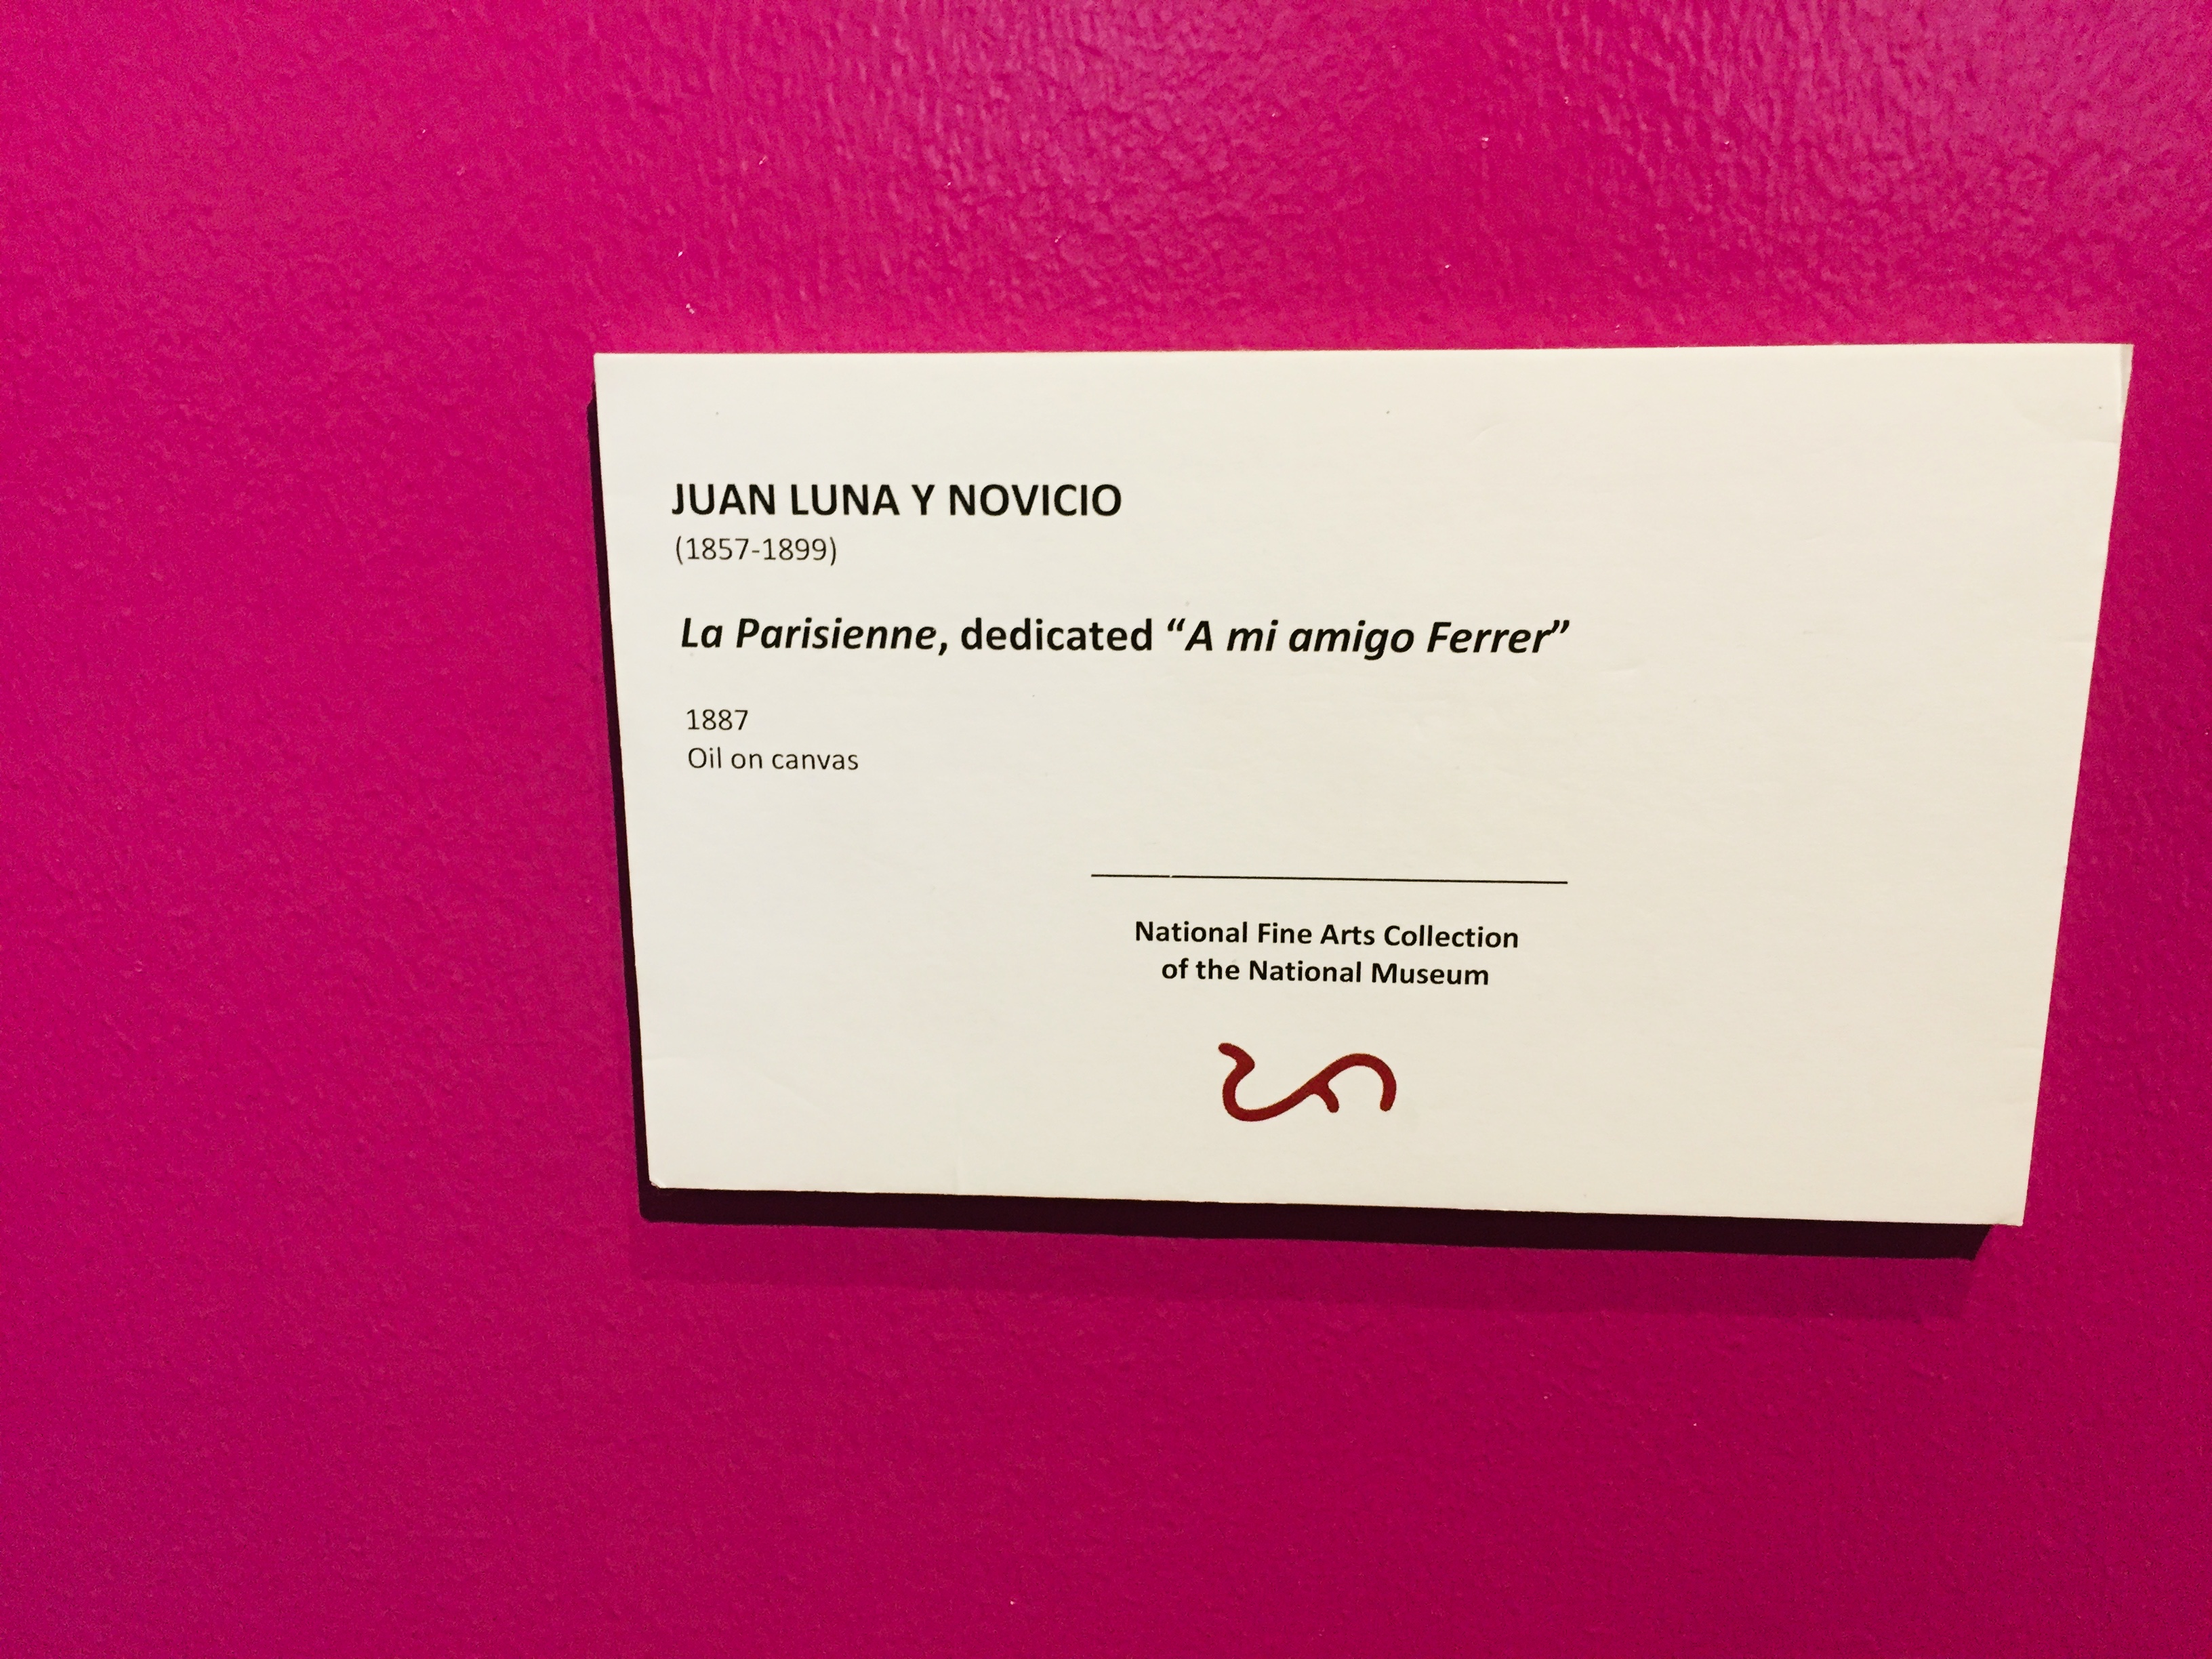 JUAN LUNA Y NOVICIO
(1857-1899)
La Parisienne, dedicated “A mi amigo Ferrer”
1887
Oil on canvas
National Fine Arts Collection
of the National Museum